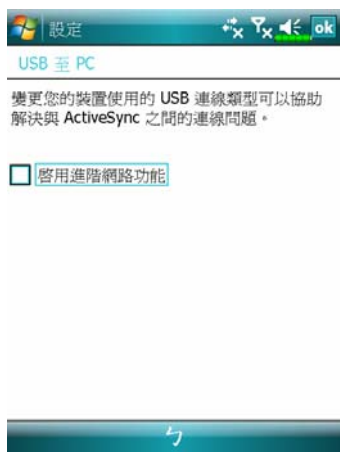 設定 ok
USB 至 PC
變更您的裝置使用的 USB 連線類型可以協助
解決與 ActiveSync 之間的連線問題。
啓用進階網路功能
ㄅ